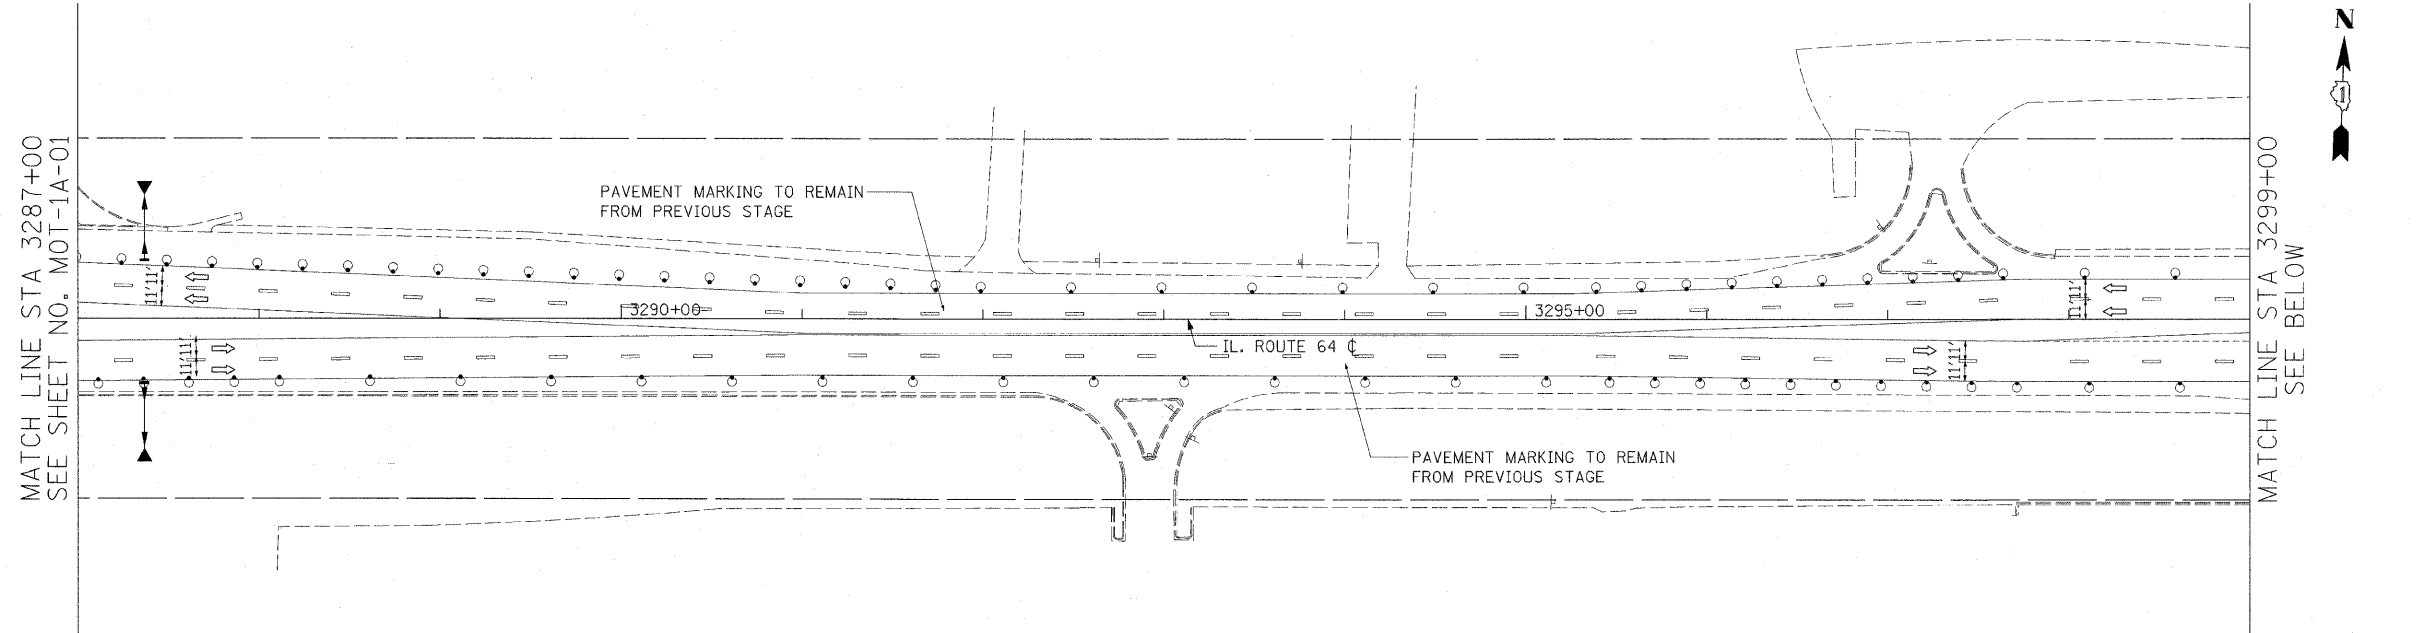 MATCH LINE STA 3287+00
SEE SHEET NO. MOT-1A-01
PAVEMENT MARKING TO REMAIN
FROM PREVIOUS STAGE
11' 11'
11' 11'
3290+00
3295+00
IL. ROUTE 64 ℄
PAVEMENT MARKING TO REMAIN
FROM PREVIOUS STAGE
11' 11'
11' 11'
MATCH LINE STA 3299+00
SEE BELOW
N
1